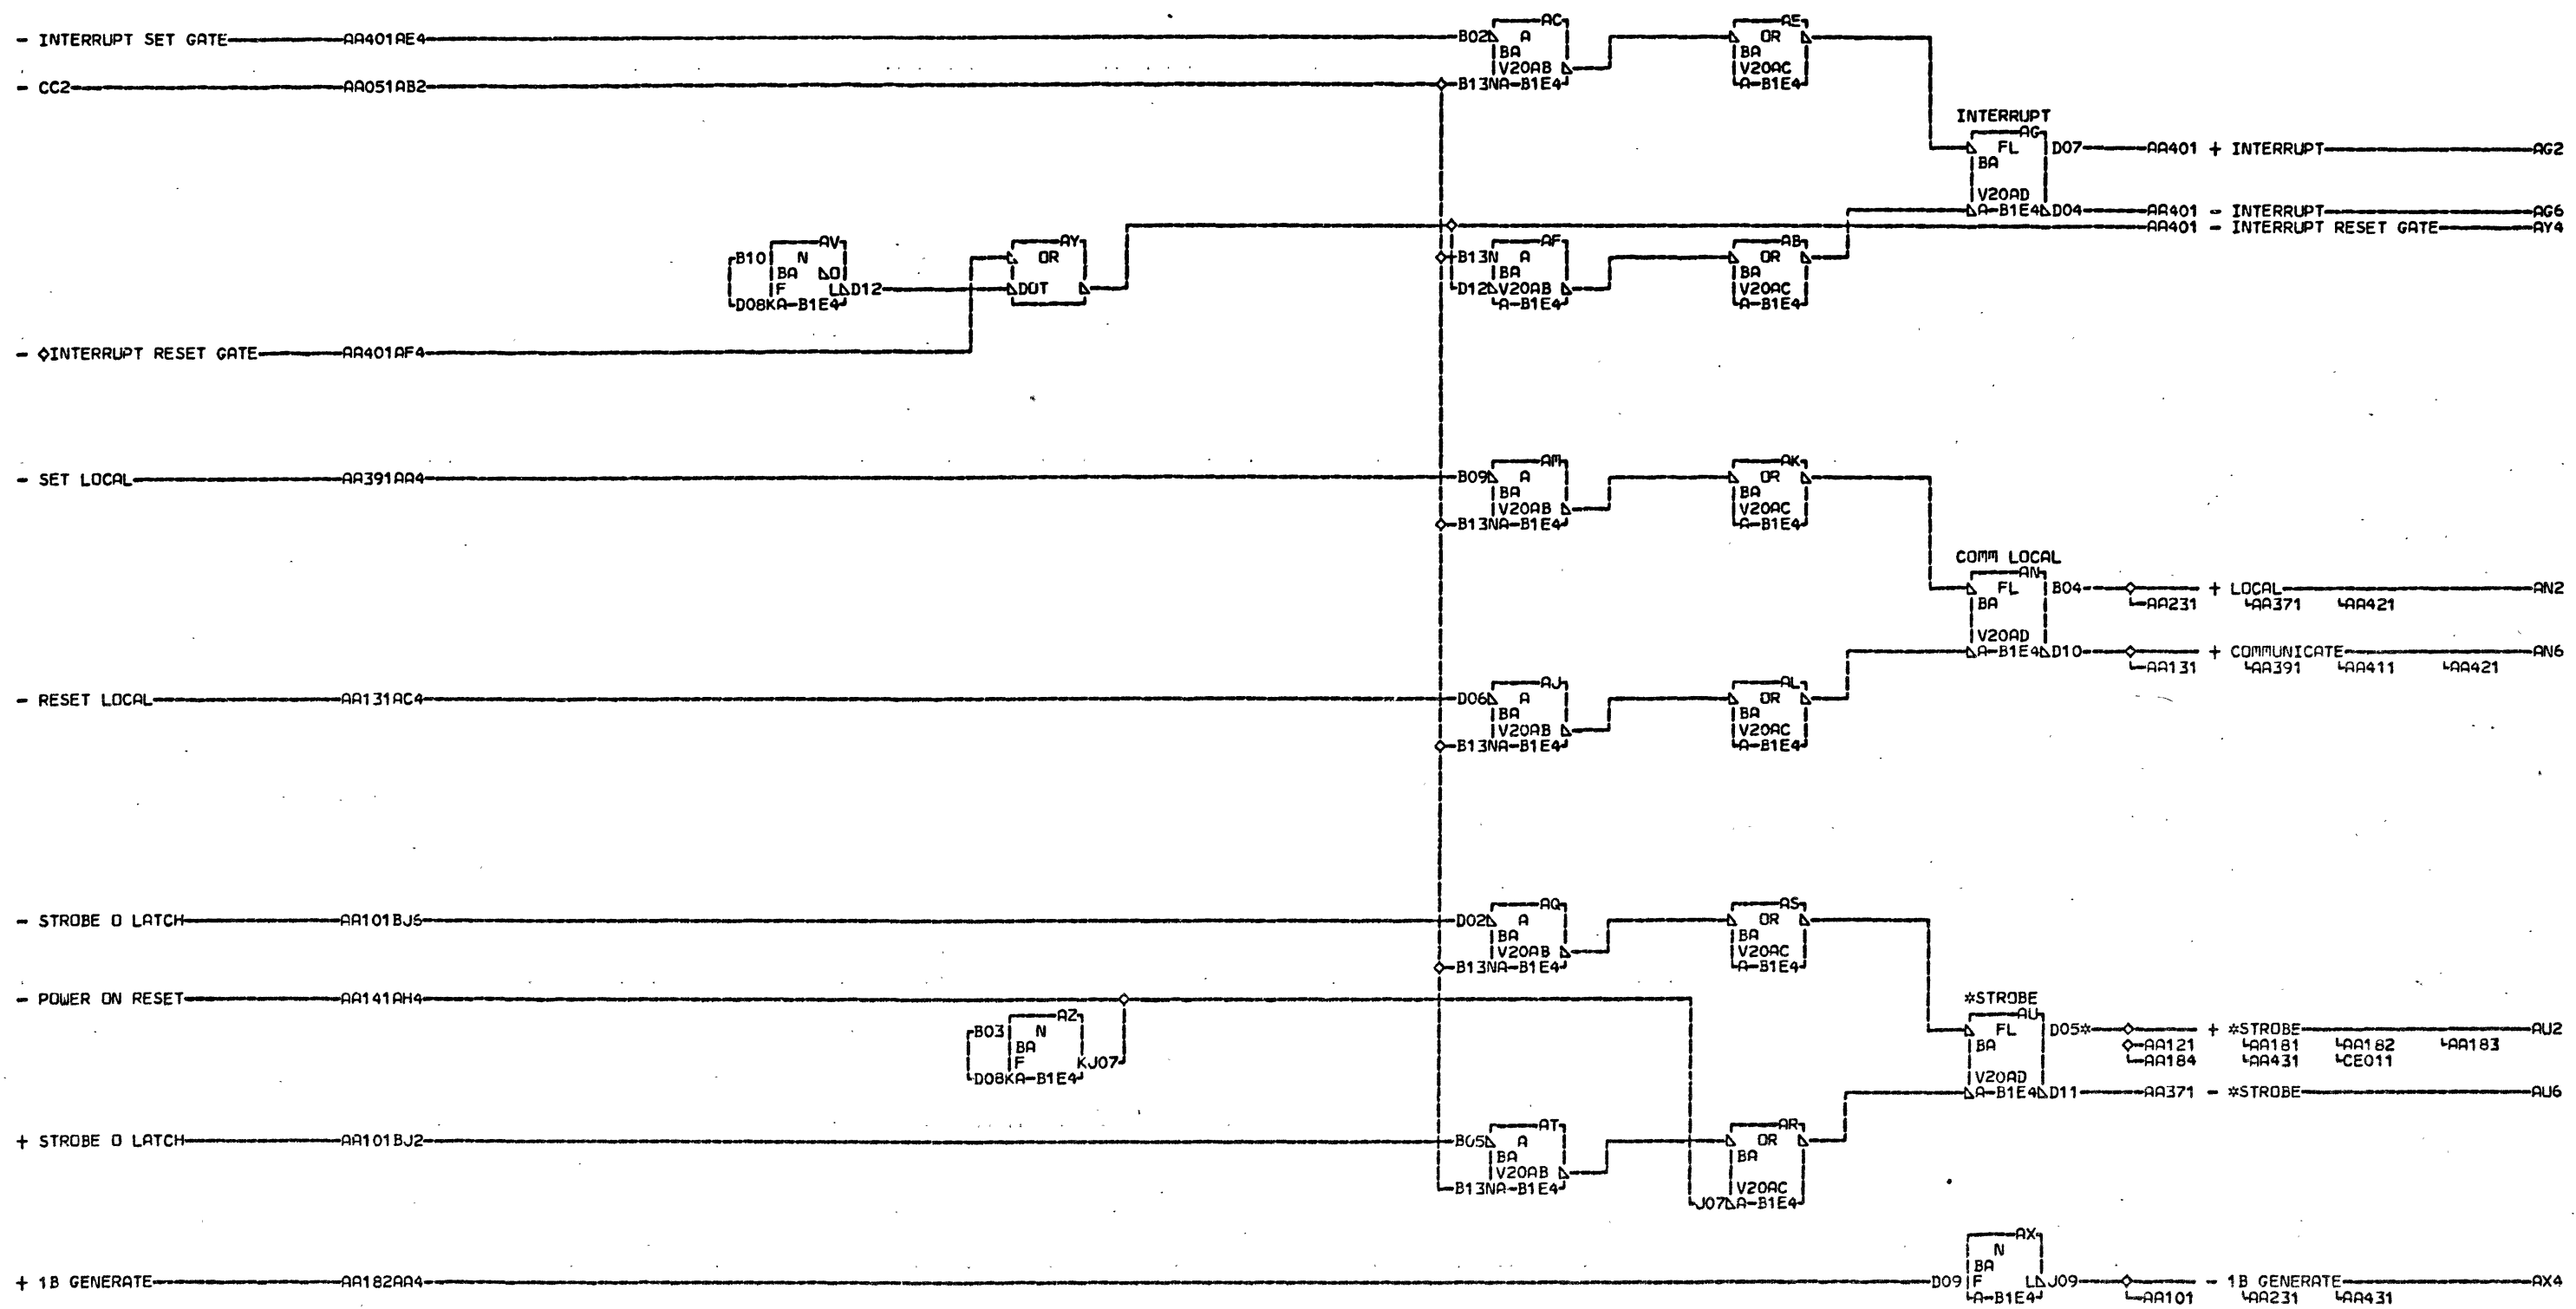 AC AE
- INTERRUPT SET GATE AA401AE4 B02 A OR
BA BA
V20AB V20AC
- CC2 AA051AB2 B13NA-B1E4 A-B1E4
INTERRUPT
AG
FL D07 AA401 + INTERRUPT AG2
BA
V20AD
A-B1E4 D04 AA401 - INTERRUPT AG6
AA401 - INTERRUPT RESET GATE AY4
AV AY AF AB
B10 N OR B13N A OR
BA DO BA BA
F L D12 DOT D12 V20AB V20AC
D08KA-B1E4 A-B1E4 A-B1E4
- ◇INTERRUPT RESET GATE AA401AF4
AM AK
- SET LOCAL AA391AA4 B09 A OR
BA BA
V20AB V20AC
B13NA-B1E4 A-B1E4
COMM LOCAL
AN
FL B04 + LOCAL AN2
BA AA231 AA371 AA421
V20AD
A-B1E4 D10 + COMMUNICATE AN6
AA131 AA391 AA411 AA421
AJ AL
- RESET LOCAL AA131AC4 D06 A OR
BA BA
V20AB V20AC
B13NA-B1E4 A-B1E4
AQ AS
- STROBE O LATCH AA101BJ6 D02 A OR
BA BA
V20AB V20AC
B13NA-B1E4 A-B1E4
- POWER ON RESET AA141AH4 *STROBE
AZ AU
B03 N FL D05* + *STROBE AU2
BA BA AA121 AA181 AA182 AA183
F KJ07 AA184 AA431 CE011
D08KA-B1E4 V20AD
A-B1E4 D11 AA371 - *STROBE AU6
AT AR
+ STROBE O LATCH AA101BJ2 B05 A OR
BA BA
V20AB V20AC
B13NA-B1E4 J07 A-B1E4
AX
N
BA
+ 1B GENERATE AA182AA4 D09 F L J09 - 1B GENERATE AX4
A-B1E4 AA101 AA231 AA431